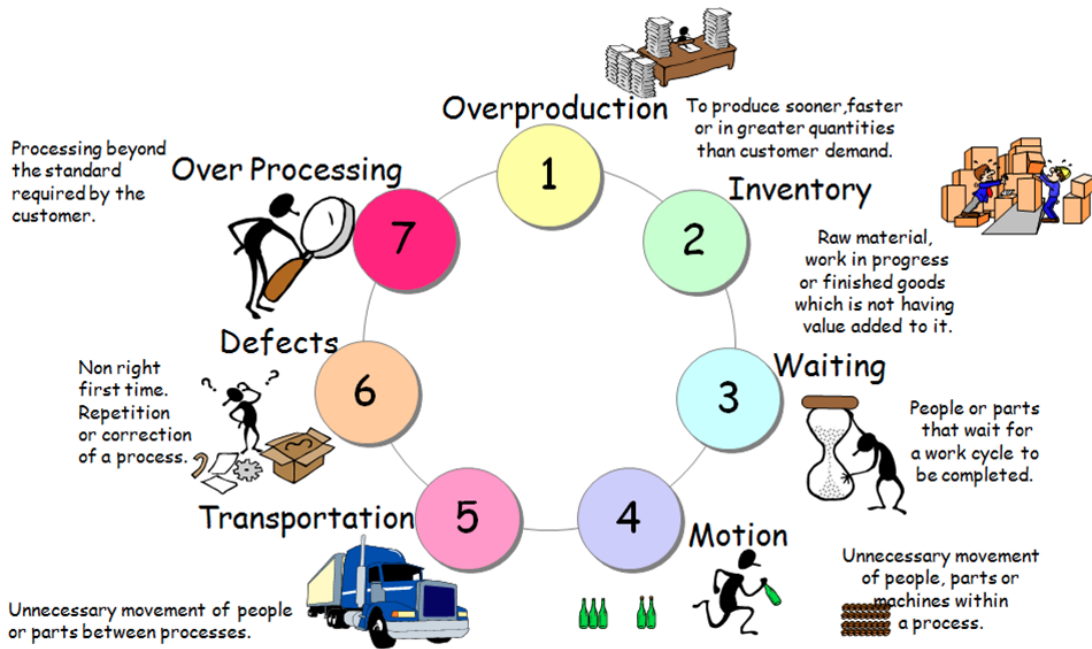 Overproduction
1
To produce sooner,faster
or in greater quantities
than customer demand.
Inventory
2
Raw material,
work in progress
or finished goods
which is not having
value added to it.
Waiting
3
People or parts
that wait for
a work cycle to
be completed.
Motion
4
Unnecessary movement
of people, parts or
machines within
a process.
Transportation
5
Unnecessary movement of people
or parts between processes.
Defects
6
Non right
first time.
Repetition
or correction
of a process.
? ?
Over Processing
7
Processing beyond
the standard
required by the
customer.